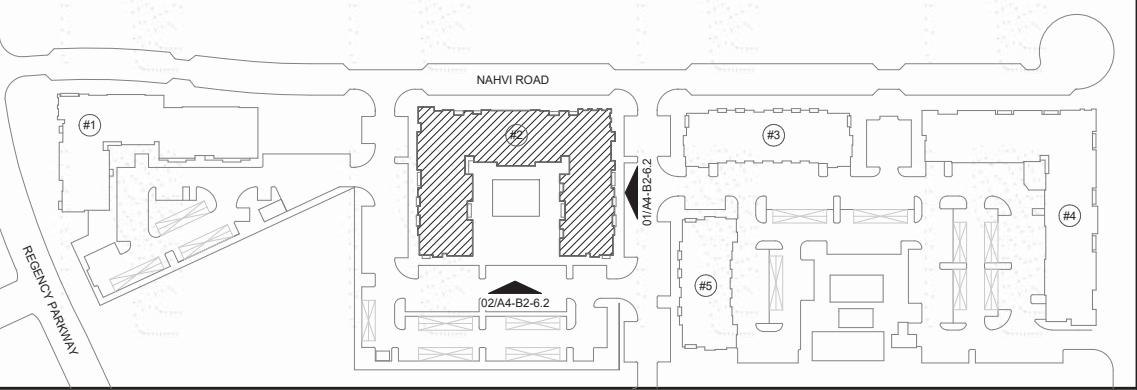 NAHVI ROAD
#1
#2
#3
#4
#5
01/A4-B2-6.2
02/A4-B2-6.2
REGENCY PARKWAY